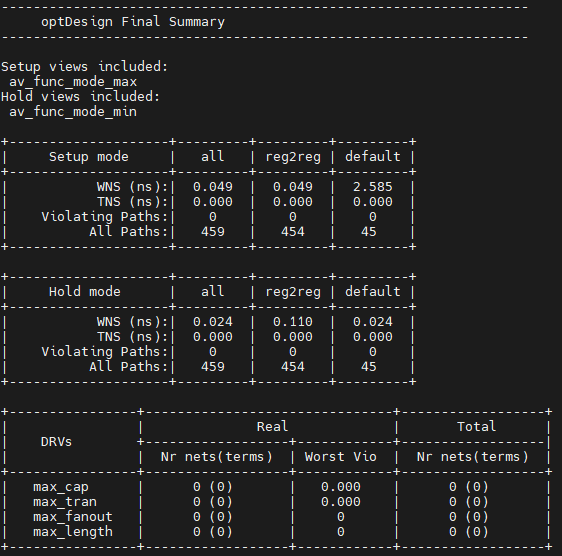 ------------------------------------------------------------------
     optDesign Final Summary
------------------------------------------------------------------

Setup views included:
 av_func_mode_max
Hold views included:
 av_func_mode_min

+--------------------+---------+---------+---------+
|     Setup mode     |   all   | reg2reg | default |
+--------------------+---------+---------+---------+
|           WNS (ns):|  0.049  |  0.049  |  2.585  |
|           TNS (ns):|  0.000  |  0.000  |  0.000  |
|    Violating Paths:|    0    |    0    |    0    |
|          All Paths:|   459   |   454   |   45    |
+--------------------+---------+---------+---------+

+--------------------+---------+---------+---------+
|     Hold mode      |   all   | reg2reg | default |
+--------------------+---------+---------+---------+
|           WNS (ns):|  0.024  |  0.110  |  0.024  |
|           TNS (ns):|  0.000  |  0.000  |  0.000  |
|    Violating Paths:|    0    |    0    |    0    |
|          All Paths:|   459   |   454   |   45    |
+--------------------+---------+---------+---------+

+----------------+-------------------------------+------------------+
|                |              Real             |       Total      |
|    DRVs        +------------------+------------+------------------|
|                |  Nr nets(terms)  | Worst Vio  |  Nr nets(terms)  |
+----------------+------------------+------------+------------------+
|   max_cap      |      0 (0)       |   0.000    |      0 (0)       |
|   max_tran     |      0 (0)       |   0.000    |      0 (0)       |
|   max_fanout   |      0 (0)       |     0      |      0 (0)       |
|   max_length   |      0 (0)       |     0      |      0 (0)       |
+----------------+------------------+------------+------------------+